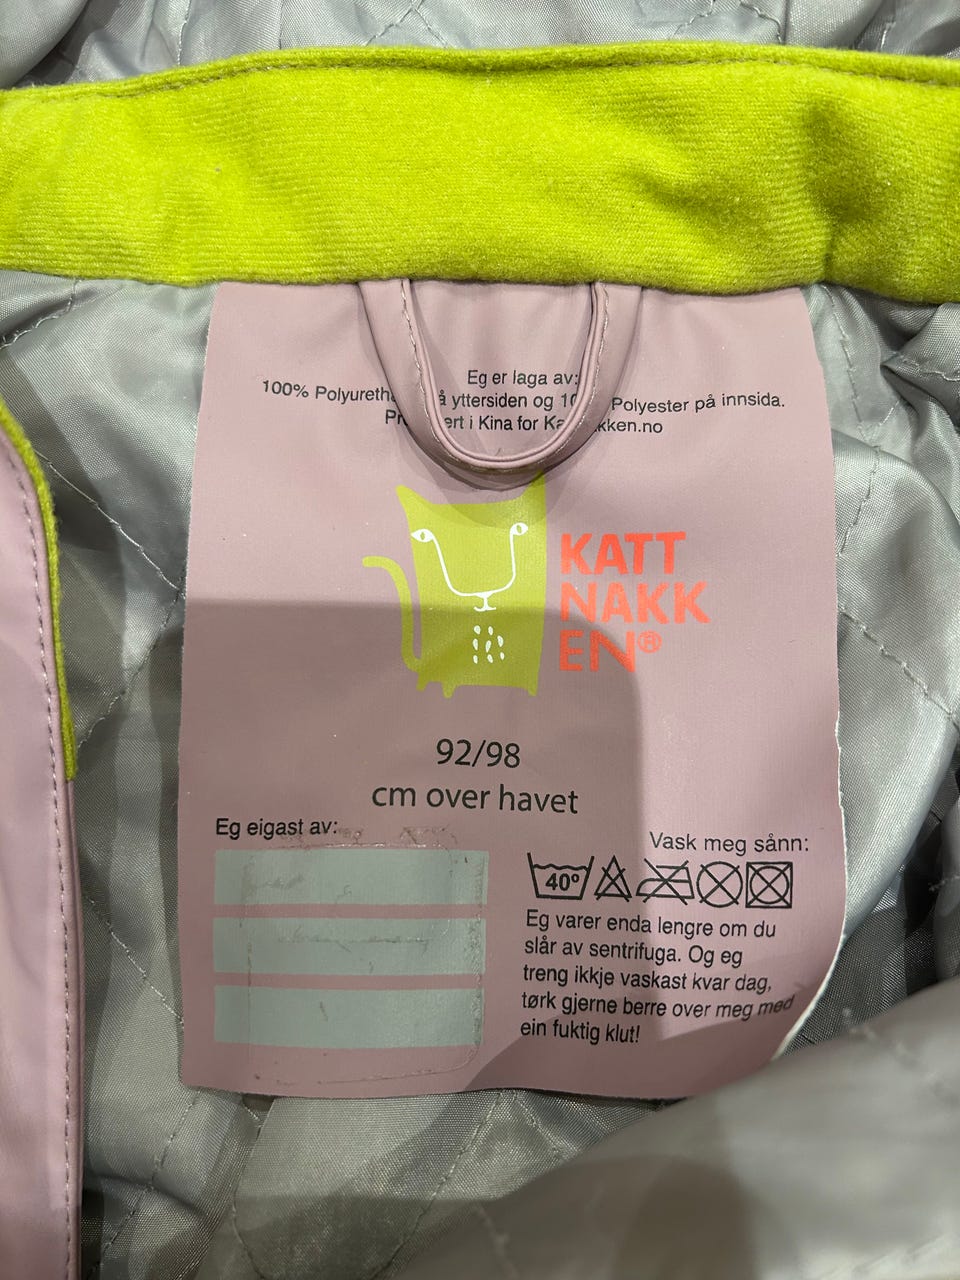 Eg er laga av:
100% yttersiden og Polyester på innsida.
i Kina for
KATT
NAKK
EN®
92/98
cm over havet
Eg eigast av:
Vask meg sånn:
40°
Eg varer enda lengre om du
slår av sentrifuga. Og eg
treng ikkje vaskast kvar dag,
tørk gjerne berre over meg med
ein fuktig klut!